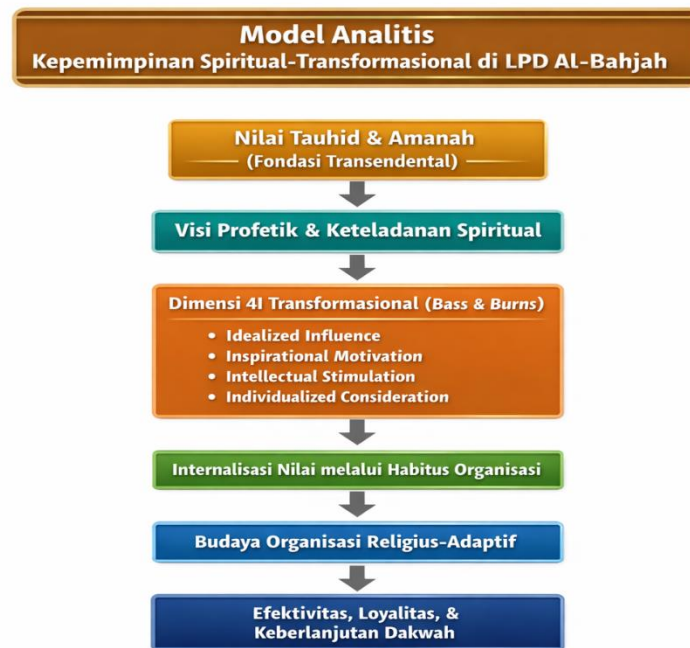 Model Analitis
Kepemimpinan Spiritual-Transformasional di LPD Al-Bahjah
Nilai Tauhid & Amanah
(Fondasi Transendental)
Visi Profetik & Keteladanan Spiritual
Dimensi 4I Transformasional (Bass & Burns)
• Idealized Influence
• Inspirational Motivation
• Intellectual Stimulation
• Individualized Consideration
Internalisasi Nilai melalui Habitus Organisasi
Budaya Organisasi Religius-Adaptif
Efektivitas, Loyalitas, &
Keberlanjutan Dakwah